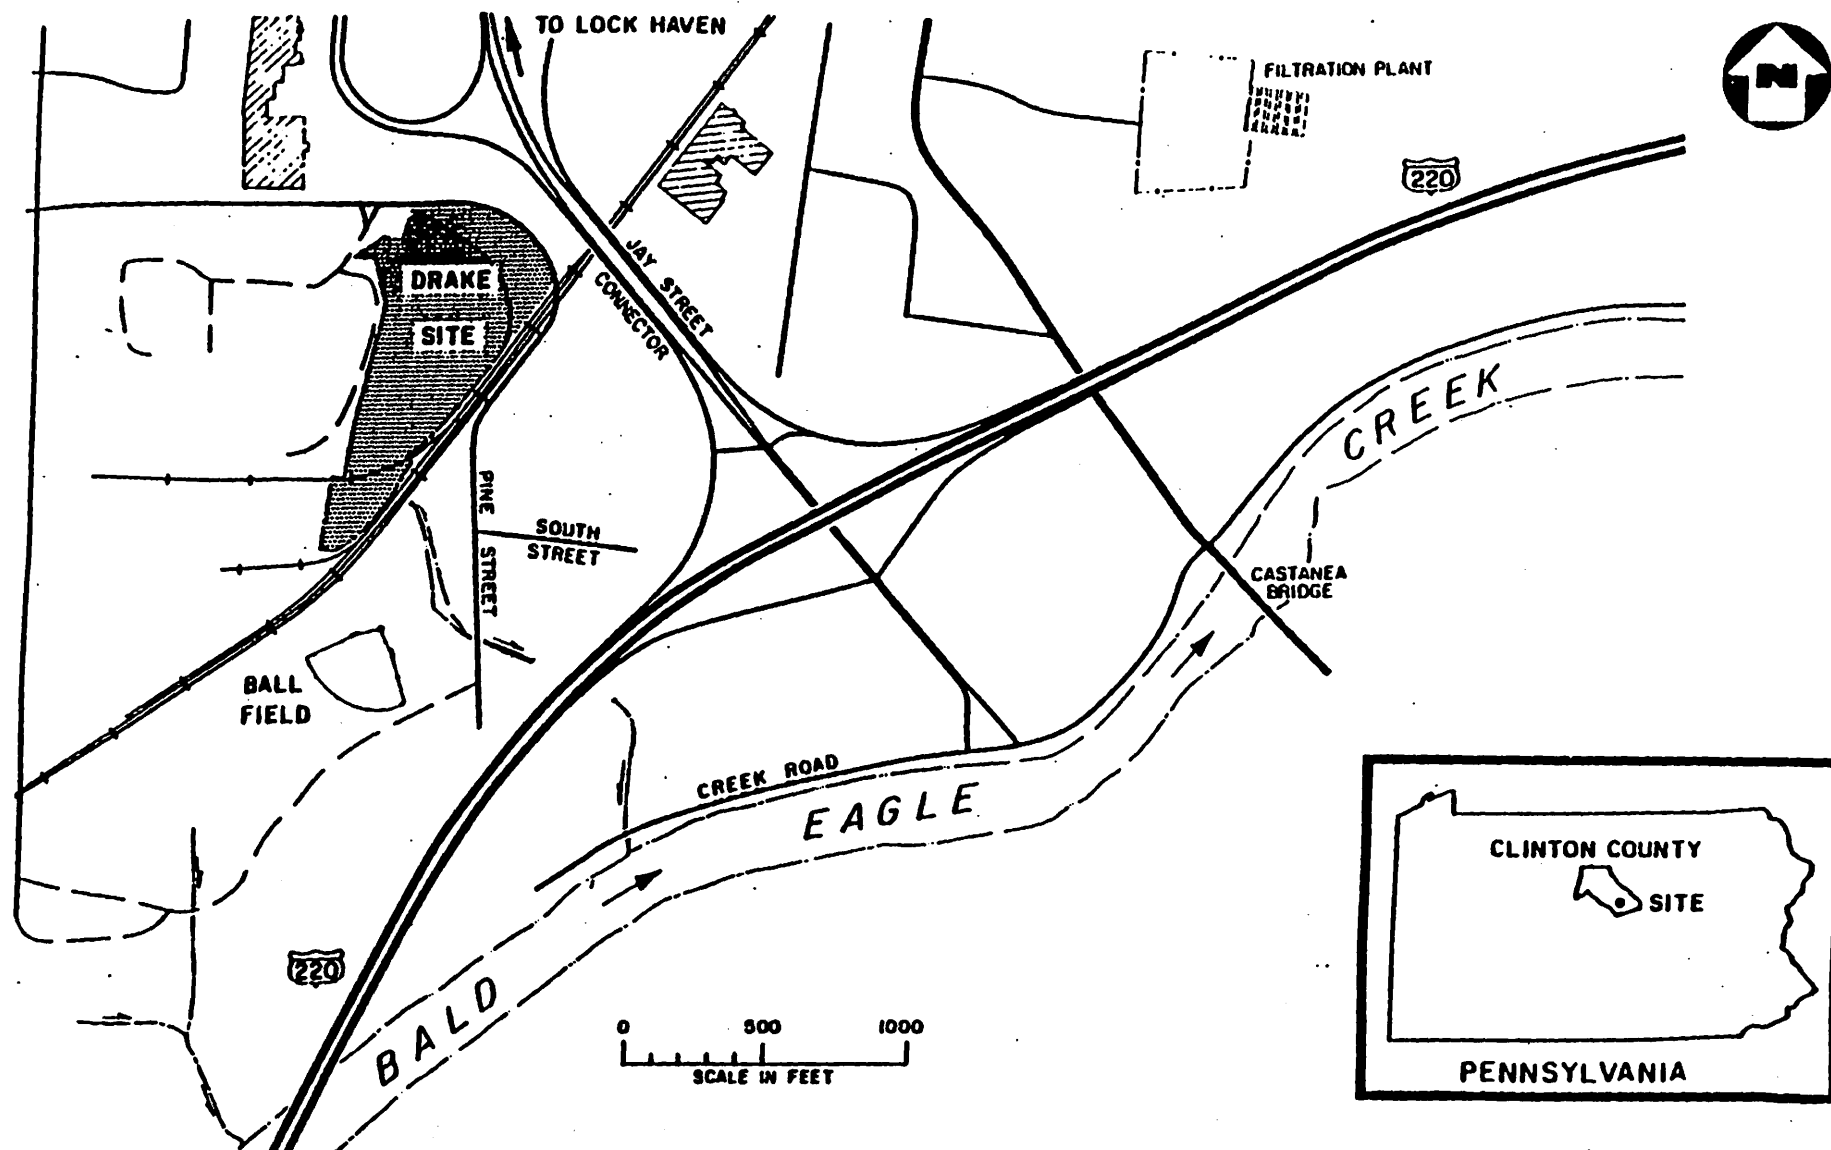 TO LOCK HAVEN
FILTRATION PLANT
N
220
JAY STREET
CONNECTOR
DRAKE
SITE
CREEK
PINE STREET
SOUTH
STREET
CASTANEA
BRIDGE
BALL
FIELD
CREEK ROAD
EAGLE
BALD
220
0 500 1000
SCALE IN FEET
CLINTON COUNTY
SITE
PENNSYLVANIA